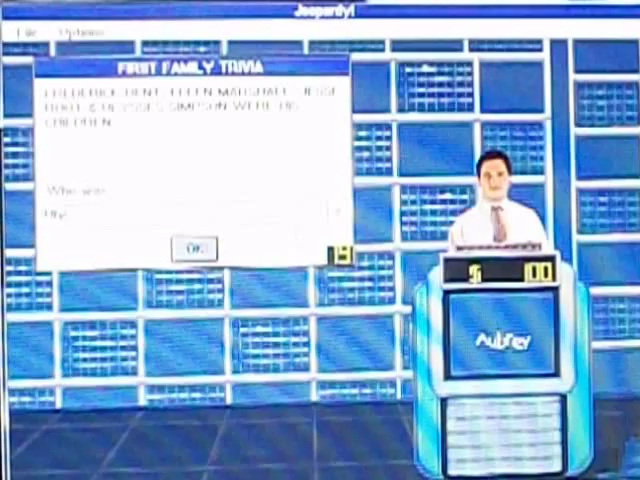 Jeopardy!
File Options
FIRST FAMILY TRIVIA
FREDERICK DENT, ELLEN MARSHALL, JESSE
ROOT & ULYSSES SIMPSON WERE HIS
CHILDREN
Who was
OK
19
$ 100
Aubrey